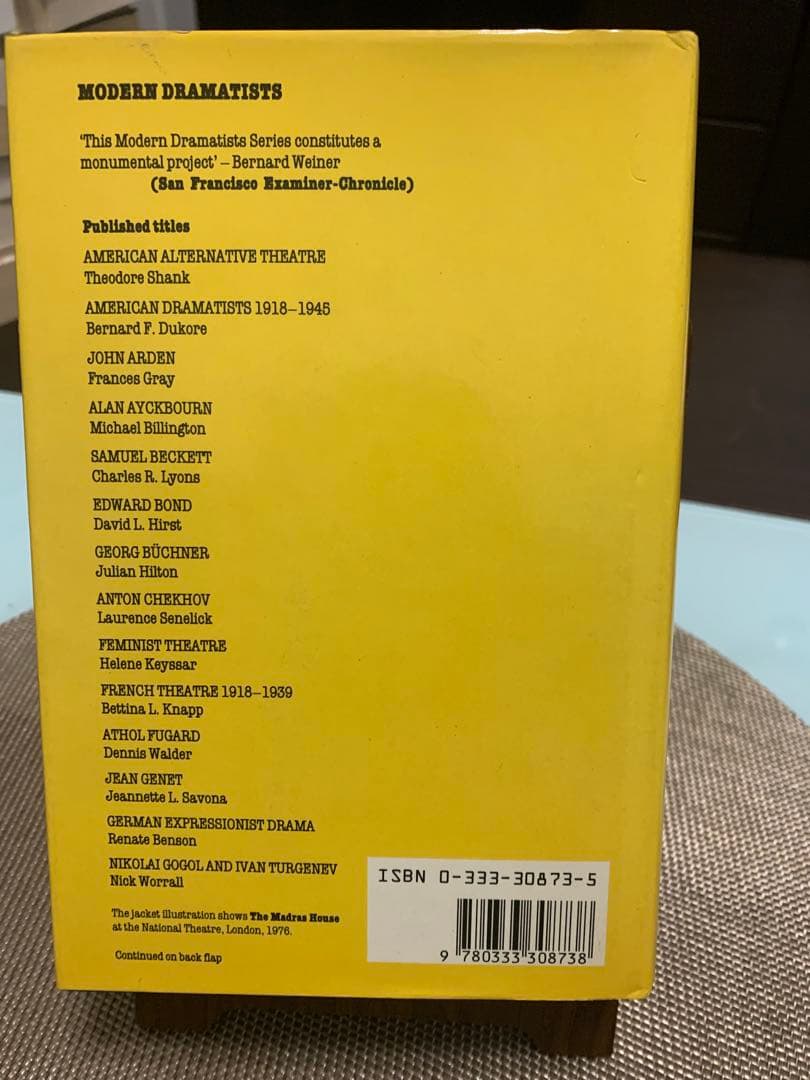 MODERN DRAMATISTS
'This Modern Dramatists Series constitutes a
monumental project' – Bernard Weiner
(San Francisco Examiner-Chronicle)
Published titles
AMERICAN ALTERNATIVE THEATRE
Theodore Shank
AMERICAN DRAMATISTS 1918–1945
Bernard F. Dukore
JOHN ARDEN
Frances Gray
ALAN AYCKBOURN
Michael Billington
SAMUEL BECKETT
Charles R. Lyons
EDWARD BOND
David L. Hirst
GEORG BÜCHNER
Julian Hilton
ANTON CHEKHOV
Laurence Senelick
FEMINIST THEATRE
Helene Keyssar
FRENCH THEATRE 1918–1939
Bettina L. Knapp
ATHOL FUGARD
Dennis Walder
JEAN GENET
Jeannette L. Savona
GERMAN EXPRESSIONIST DRAMA
Renate Benson
NIKOLAI GOGOL AND IVAN TURGENEV
Nick Worrall
The jacket illustration shows The Madras House
at the National Theatre, London, 1976.
Continued on back flap
ISBN 0-333-30873-5
9 780333 308738